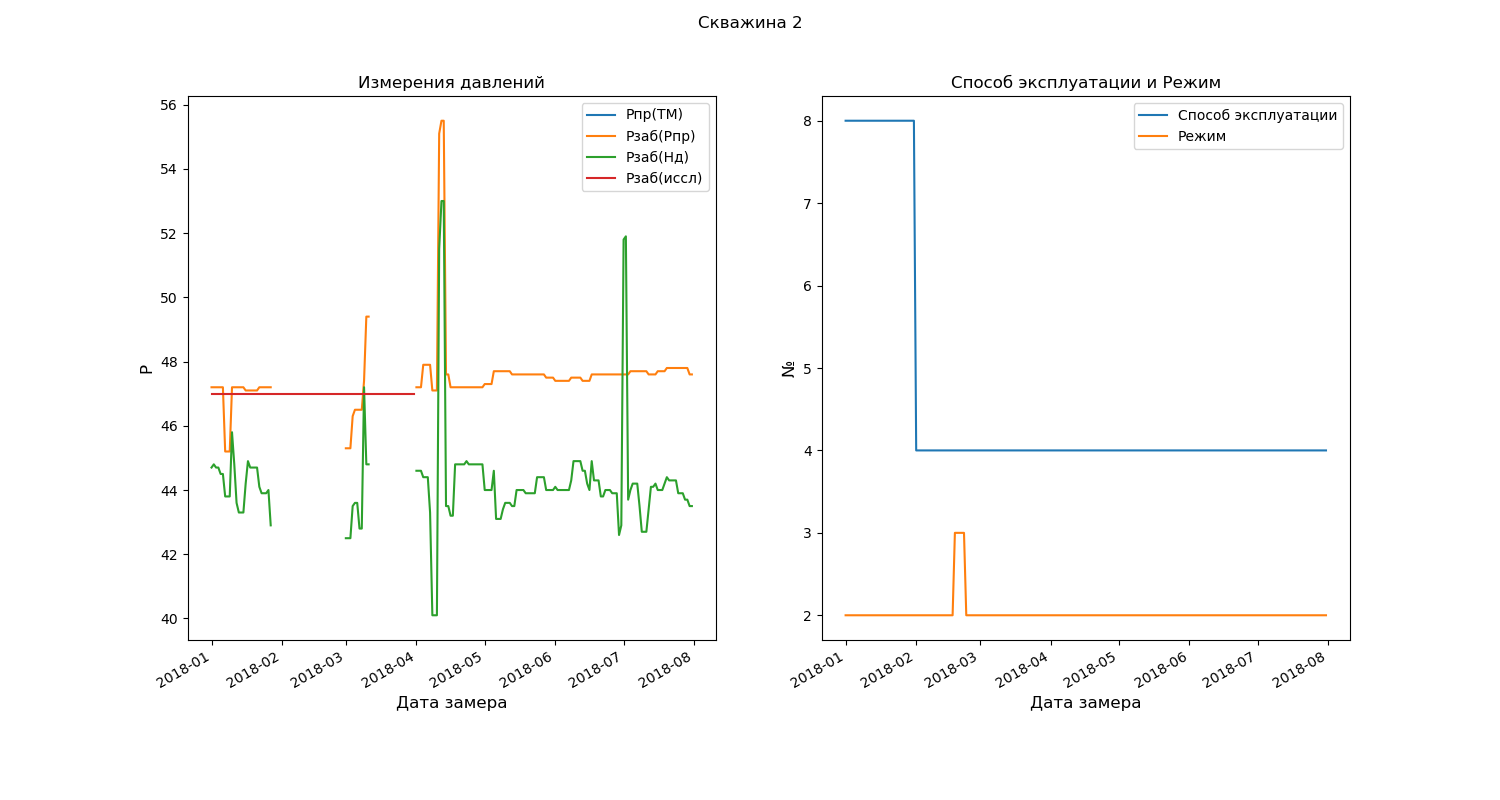 Скважина 2
Измерения давлений
56
54
52
50
48
46
44
42
40
P
Рпр(ТМ)
Рзаб(Рпр)
Рзаб(Нд)
Рзаб(иссл)
2018-01
2018-02
2018-03
2018-04
2018-05
2018-06
2018-07
2018-08
Дата замера
Способ эксплуатации и Режим
8
7
6
5
4
3
2
№
Способ эксплуатации
Режим
2018-01
2018-02
2018-03
2018-04
2018-05
2018-06
2018-07
2018-08
Дата замера